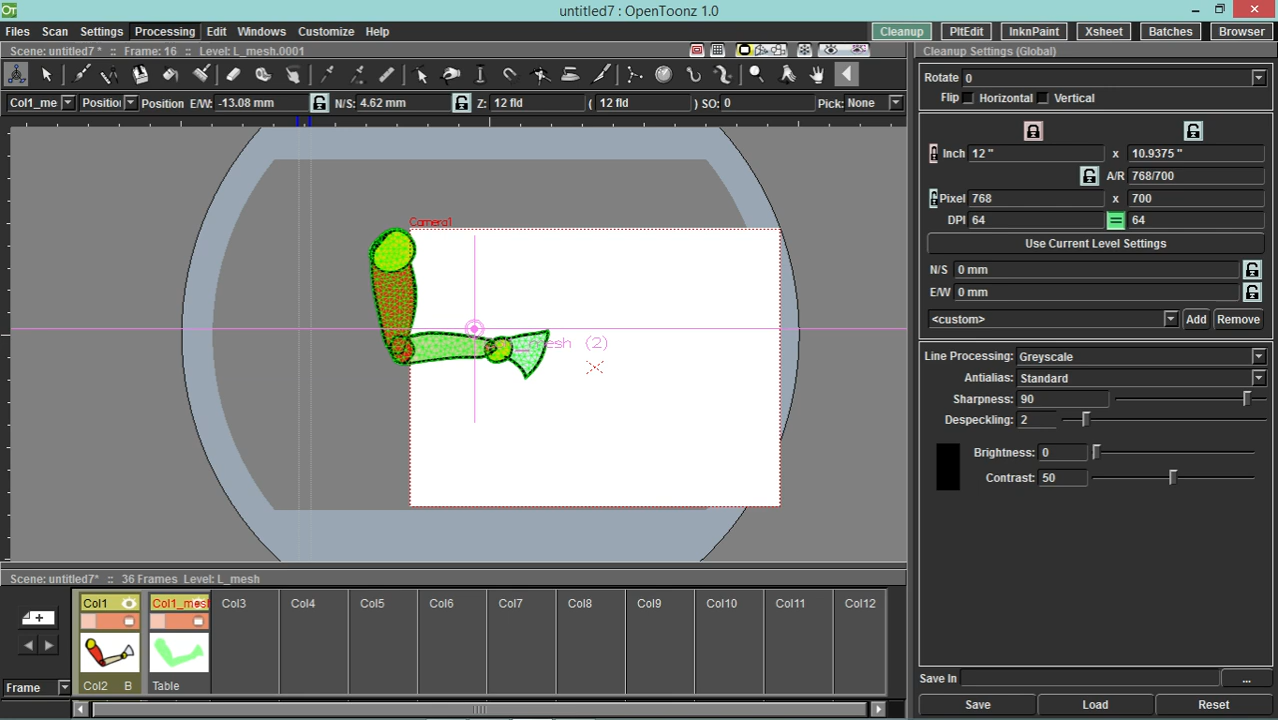 OT
untitled7 : OpenToonz 1.0
Files Scan Settings Processing Edit Windows Customize Help
Cleanup PltEdit InknPaint Xsheet Batches Browser
Scene: untitled7 * :: Frame: 16 :: Level: L_mesh.0001
Cleanup Settings (Global)
Rotate 0
Flip Horizontal Vertical
Col1_me Position Position E/W: -13.08 mm N/S: 4.62 mm Z: 12 fld ( 12 fld ) SO: 0 Pick: None
Inch 12 " x 10.9375 "
A/R 768/700
Pixel 768 x 700
DPI 64 = 64
Use Current Level Settings
N/S 0 mm
E/W 0 mm
<custom> Add Remove
Camera1
_mesh (2)
Line Processing: Greyscale
Antialias: Standard
Sharpness: 90
Despeckling: 2
Brightness: 0
Contrast: 50
Scene: untitled7* :: 36 Frames Level: L_mesh
Col1 Col1_mesh Col3 Col4 Col5 Col6 Col7 Col8 Col9 Col10 Col11 Col12
Col2 B Table
Frame
Save In ...
Save Load Reset